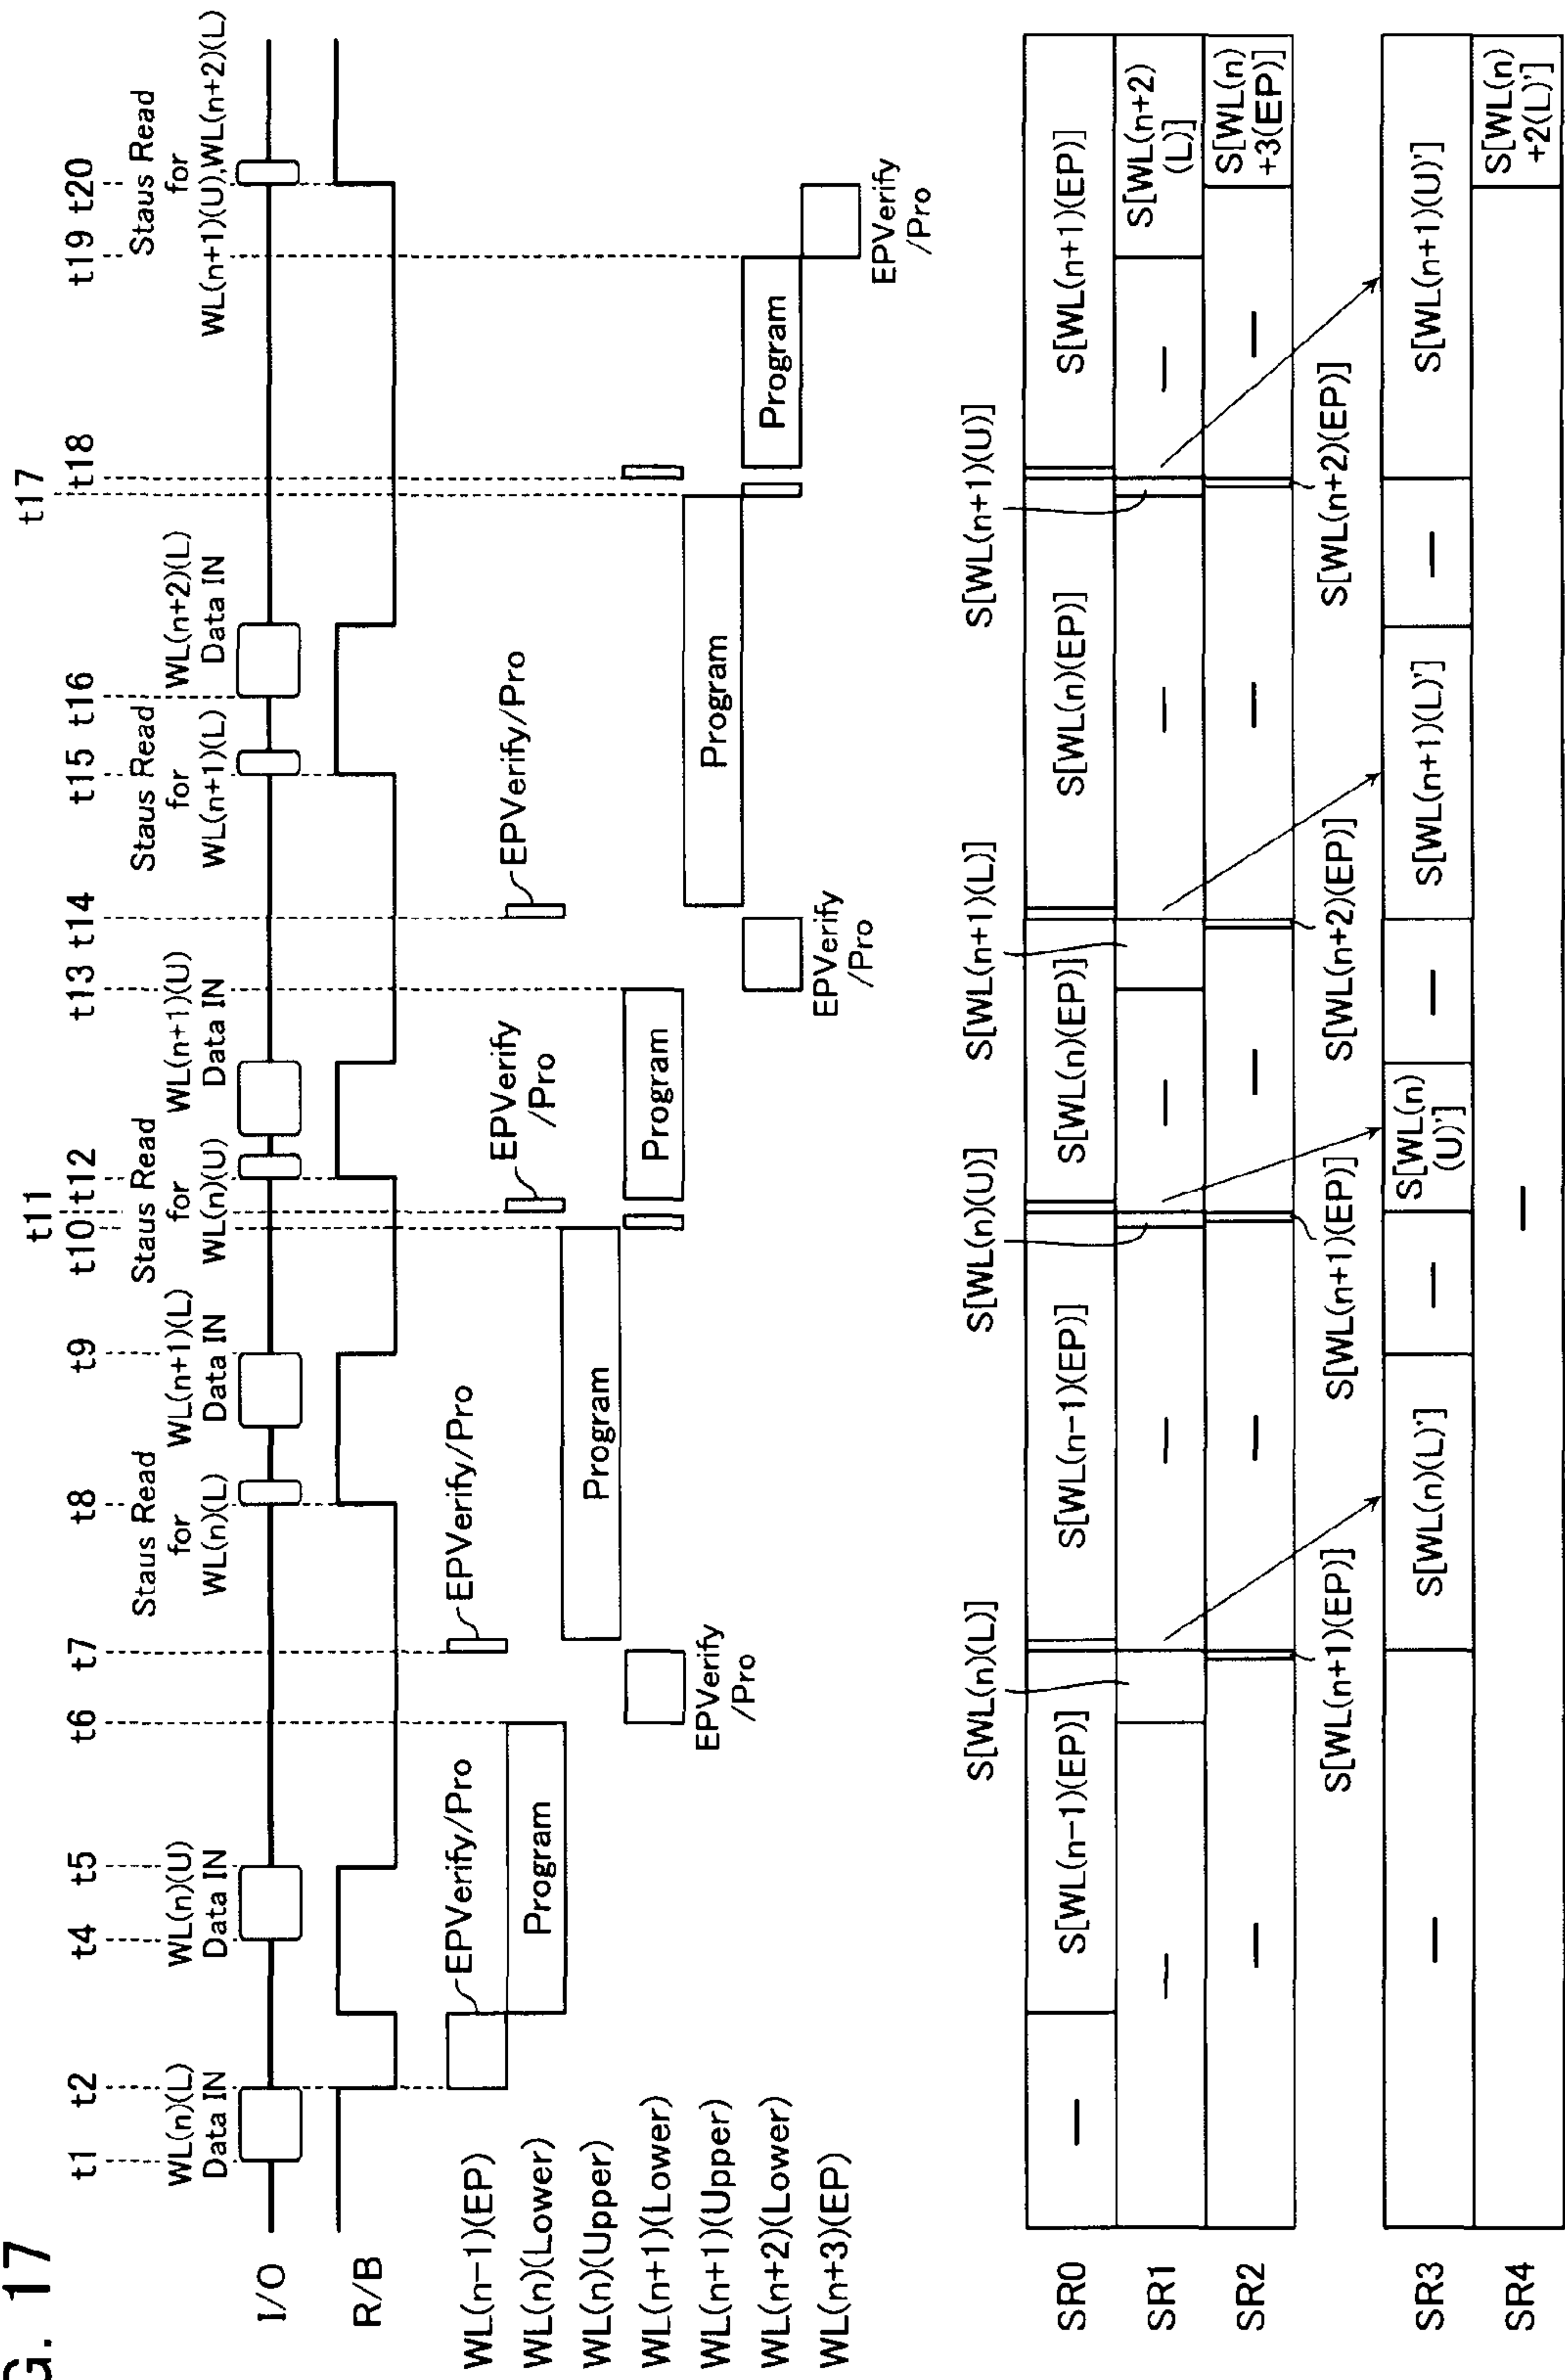 G. 17
t1
t2
t4
t5
t6
t7
t8
t9
t10
t11
t12
t13
t14
t15
t16
t17
t18
t19
t20
WL(n)(L)
Data IN
WL(n)(U)
Data IN
Staus Read
for
WL(n)(L)
WL(n+1)(L)
Data IN
Staus Read
for
WL(n)(U)
WL(n+1)(U)
Data IN
Staus Read
for
WL(n+1)(L)
WL(n+2)(L)
Data IN
Staus Read
for
WL(n+1)(U),WL(n+2)(L)
I/O
R/B
WL(n-1)(EP)
EPVerify/Pro
EPVerify/Pro
WL(n)(Lower)
Program
EPVerify
/Pro
EPVerify/Pro
WL(n)(Upper)
Program
WL(n+1)(Lower)
EPVerify
/Pro
Program
WL(n+1)(Upper)
Program
WL(n+2)(Lower)
EPVerify
/Pro
Program
WL(n+3)(EP)
EPVerify
/Pro
S[WL(n)(L)]
S[WL(n)(U)]
S[WL(n+1)(L)]
S[WL(n+1)(U)]
SR0
—
S[WL(n-1)(EP)]
S[WL(n-1)(EP)]
S[WL(n)(EP)]
S[WL(n)(EP)]
S[WL(n+1)(EP)]
SR1
—
—
—
—
—
S[WL(n+2)
(L)]
SR2
—
—
—
—
—
S[WL(n)
+3(EP)]
S[WL(n+1)(EP)]
S[WL(n+1)(EP)]
S[WL(n+2)(EP)]
S[WL(n+2)(EP)]
SR3
—
S[WL(n)(L)']
—
S[WL(n)
(U)']
—
S[WL(n+1)(L)']
—
S[WL(n+1)(U)']
SR4
—
S[WL(n)
+2(L)']